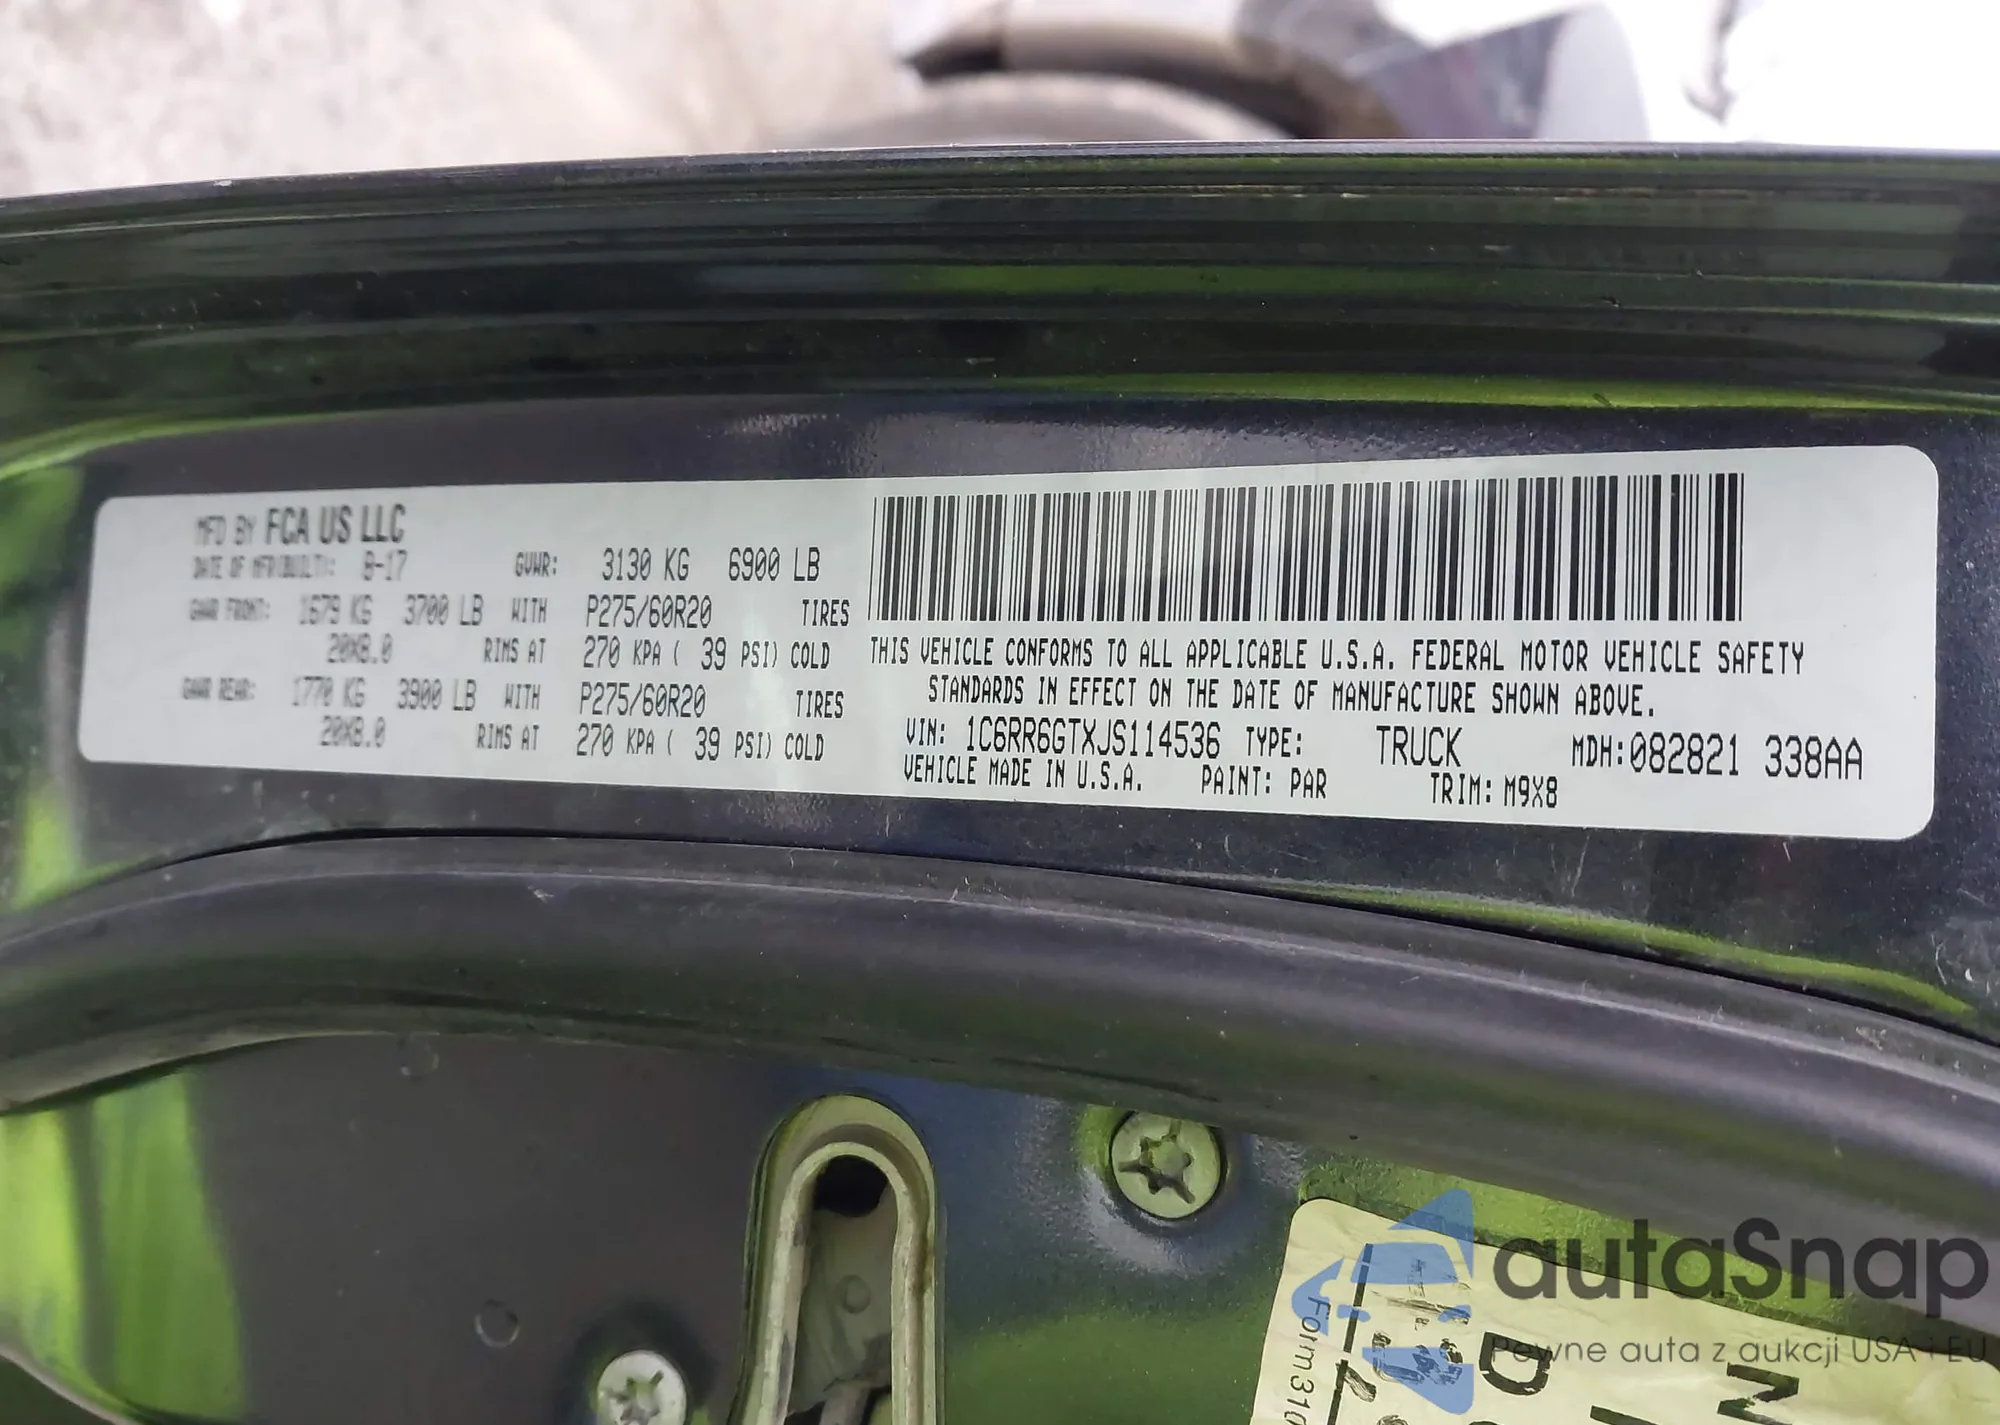 MFD BY FCA US LLC
DATE OF MFR(BUILT): 8-17 GVWR: 3130 KG 6900 LB
GAWR FRONT: 1679 KG 3700 LB WITH P275/60R20 TIRES
20X8.0 RIMS AT 270 KPA ( 39 PSI) COLD
GAWR REAR: 1770 KG 3900 LB WITH P275/60R20 TIRES
20X8.0 RIMS AT 270 KPA ( 39 PSI) COLD
THIS VEHICLE CONFORMS TO ALL APPLICABLE U.S.A. FEDERAL MOTOR VEHICLE SAFETY
STANDARDS IN EFFECT ON THE DATE OF MANUFACTURE SHOWN ABOVE.
VIN: 1C6RR6GTXJS114536 TYPE: TRUCK MDH:082821 338AA
VEHICLE MADE IN U.S.A. PAINT: PAR TRIM: M9X8
autaSnap
Pewne auta z aukcji USA i EU